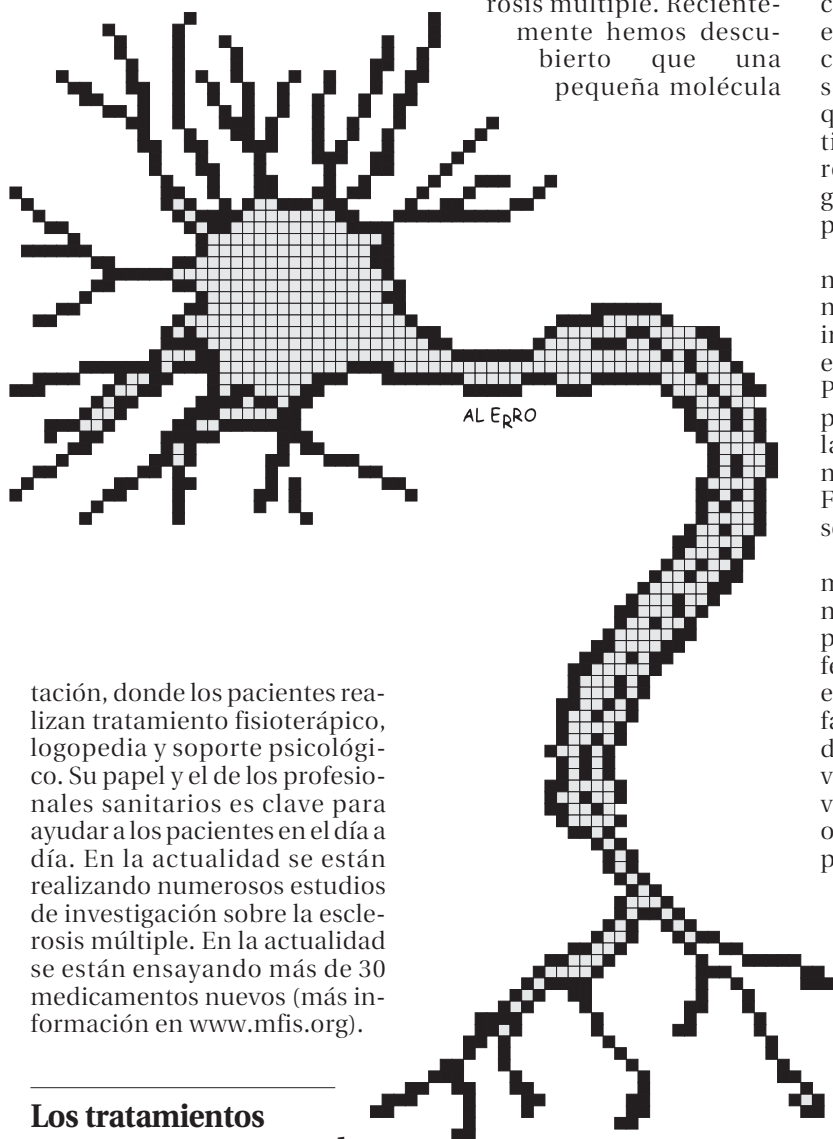 rosis múltiple. Reciente-
mente hemos descu-
bierto que una
pequeña molécula
AL ERRO
tación, donde los pacientes rea-
lizan tratamiento fisioterápico,
logopedia y soporte psicológi-
co. Su papel y el de los profesio-
nales sanitarios es clave para
ayudar a los pacientes en el día a
día. En la actualidad se están
realizando numerosos estudios
de investigación sobre la escle-
rosis múltiple. En la actualidad
se están ensayando más de 30
medicamentos nuevos (más in-
formación en www.mfis.org).
Los tratamientos